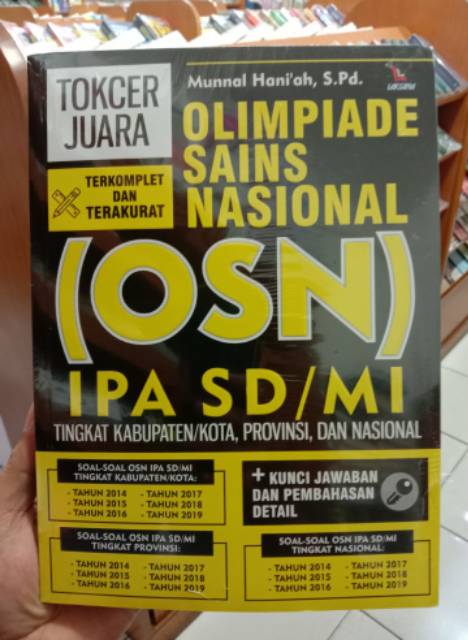 TOKCER
JUARA
Munnal Hani'ah, S.Pd.
LAKSANA
OLIMPIADE
SAINS
NASIONAL
TERKOMPLET
DAN
TERAKURAT
(OSN)
IPA SD/MI
TINGKAT KABUPATEN/KOTA, PROVINSI, DAN NASIONAL
SOAL-SOAL OSN IPA SD/MI
TINGKAT KABUPATEN/KOTA:
- TAHUN 2014 - TAHUN 2017
- TAHUN 2015 - TAHUN 2018
- TAHUN 2016 - TAHUN 2019
+ KUNCI JAWABAN
DAN PEMBAHASAN
DETAIL
SOAL-SOAL OSN IPA SD/MI
TINGKAT PROVINSI:
- TAHUN 2014 - TAHUN 2017
- TAHUN 2015 - TAHUN 2018
- TAHUN 2016 - TAHUN 2019
SOAL-SOAL OSN IPA SD/MI
TINGKAT NASIONAL:
- TAHUN 2014 - TAHUN 2017
- TAHUN 2015 - TAHUN 2018
- TAHUN 2016 - TAHUN 2019